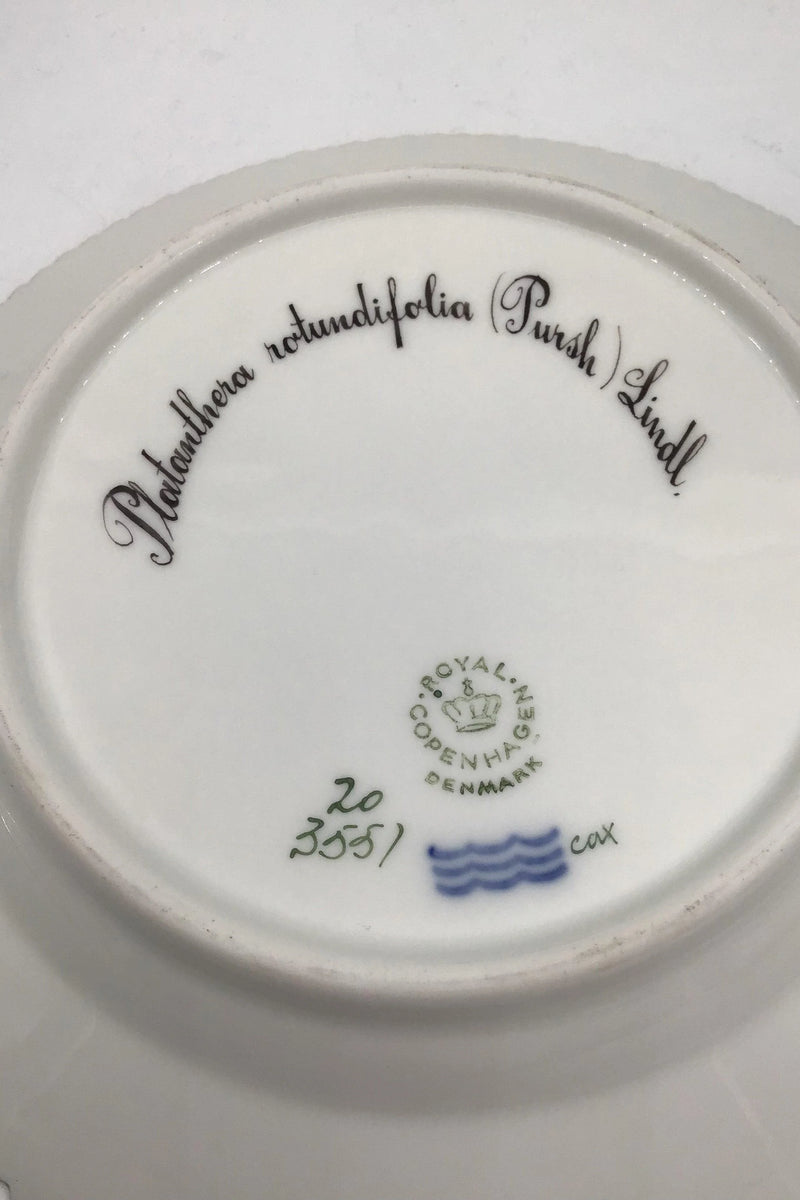 Platanthera rotundifolia (Pursh) Lindl.
ROYAL COPENHAGEN
DENMARK
20
3551
cax